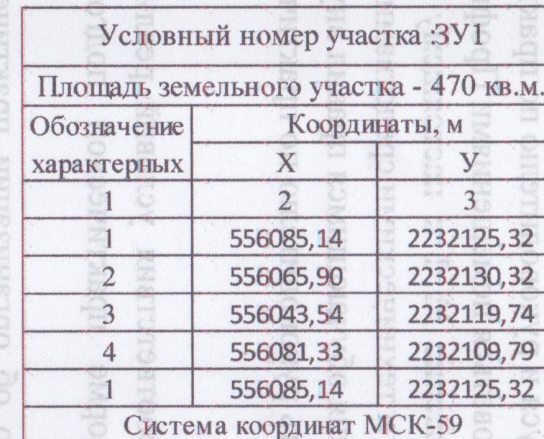 Условный номер участка :ЗУ1
Площадь земельного участка - 470 кв.м.
Обозначение характерных Координаты, м
X У
1 2 3
1 556085,14 2232125,32
2 556065,90 2232130,32
3 556043,54 2232119,74
4 556081,33 2232109,79
1 556085,14 2232125,32
Система координат МСК-59